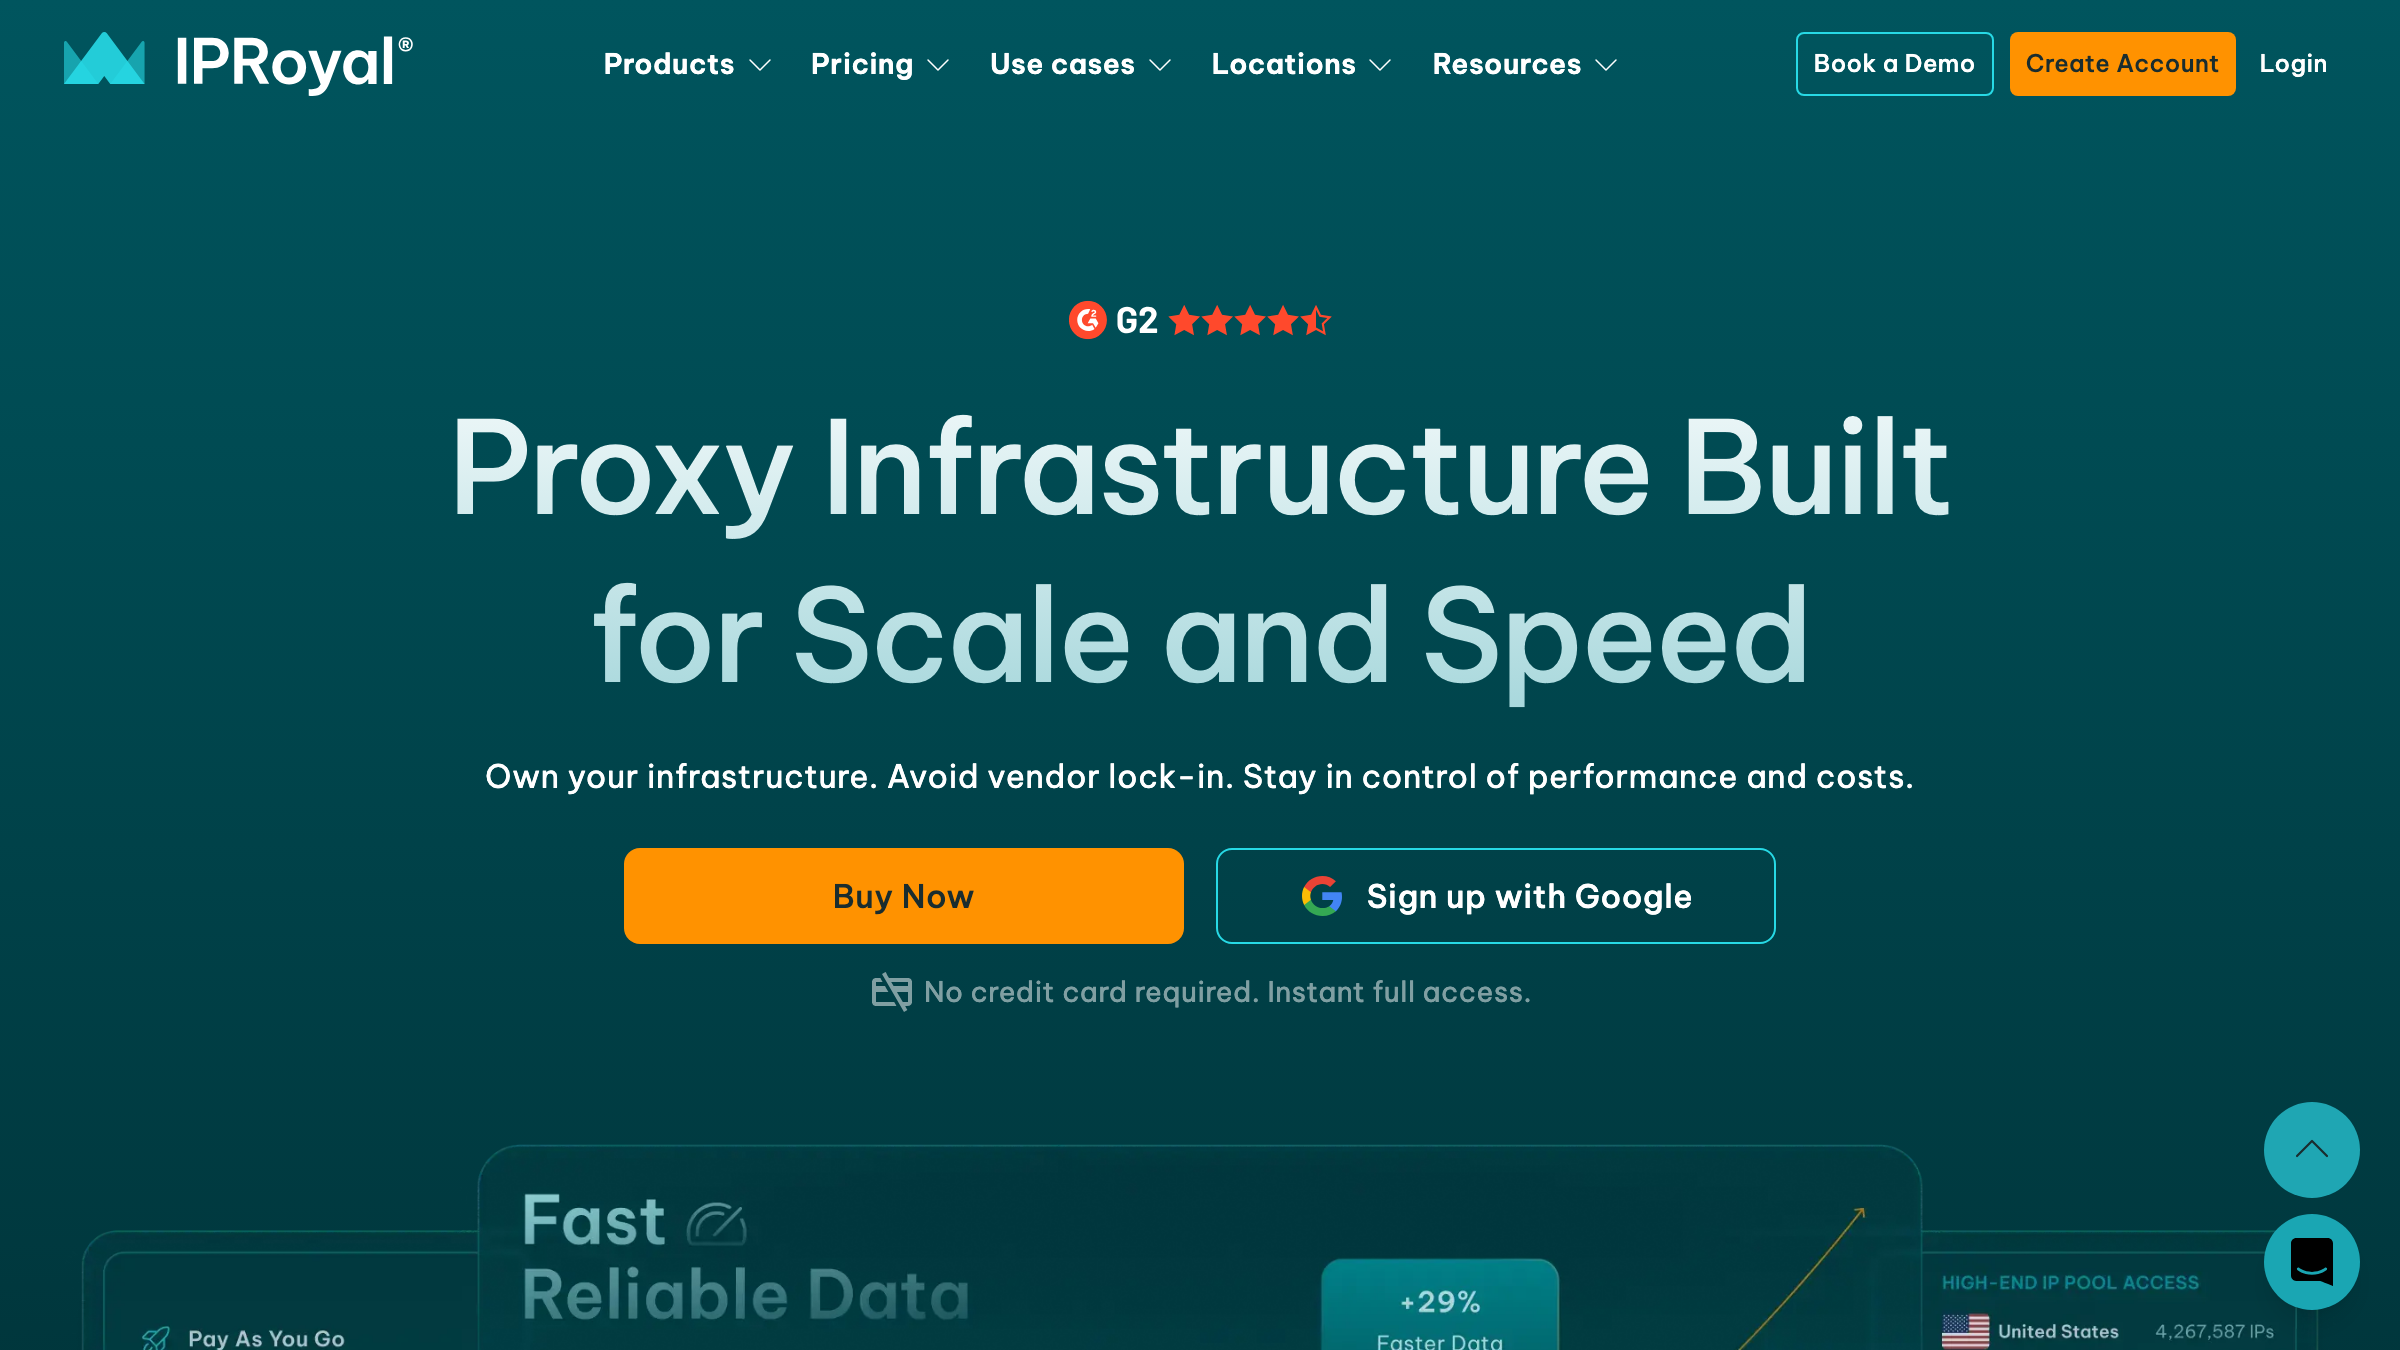 IPRoyal®
Products
Pricing
Use cases
Locations
Resources
Book a Demo
Create Account
Login
G2
Proxy Infrastructure Built
for Scale and Speed
Own your infrastructure. Avoid vendor lock-in. Stay in control of performance and costs.
Buy Now
Sign up with Google
No credit card required. Instant full access.
Fast
Reliable Data
+29%
Faster Data
Pay As You Go
HIGH-END IP POOL ACCESS
United States 4,267,587 IPs